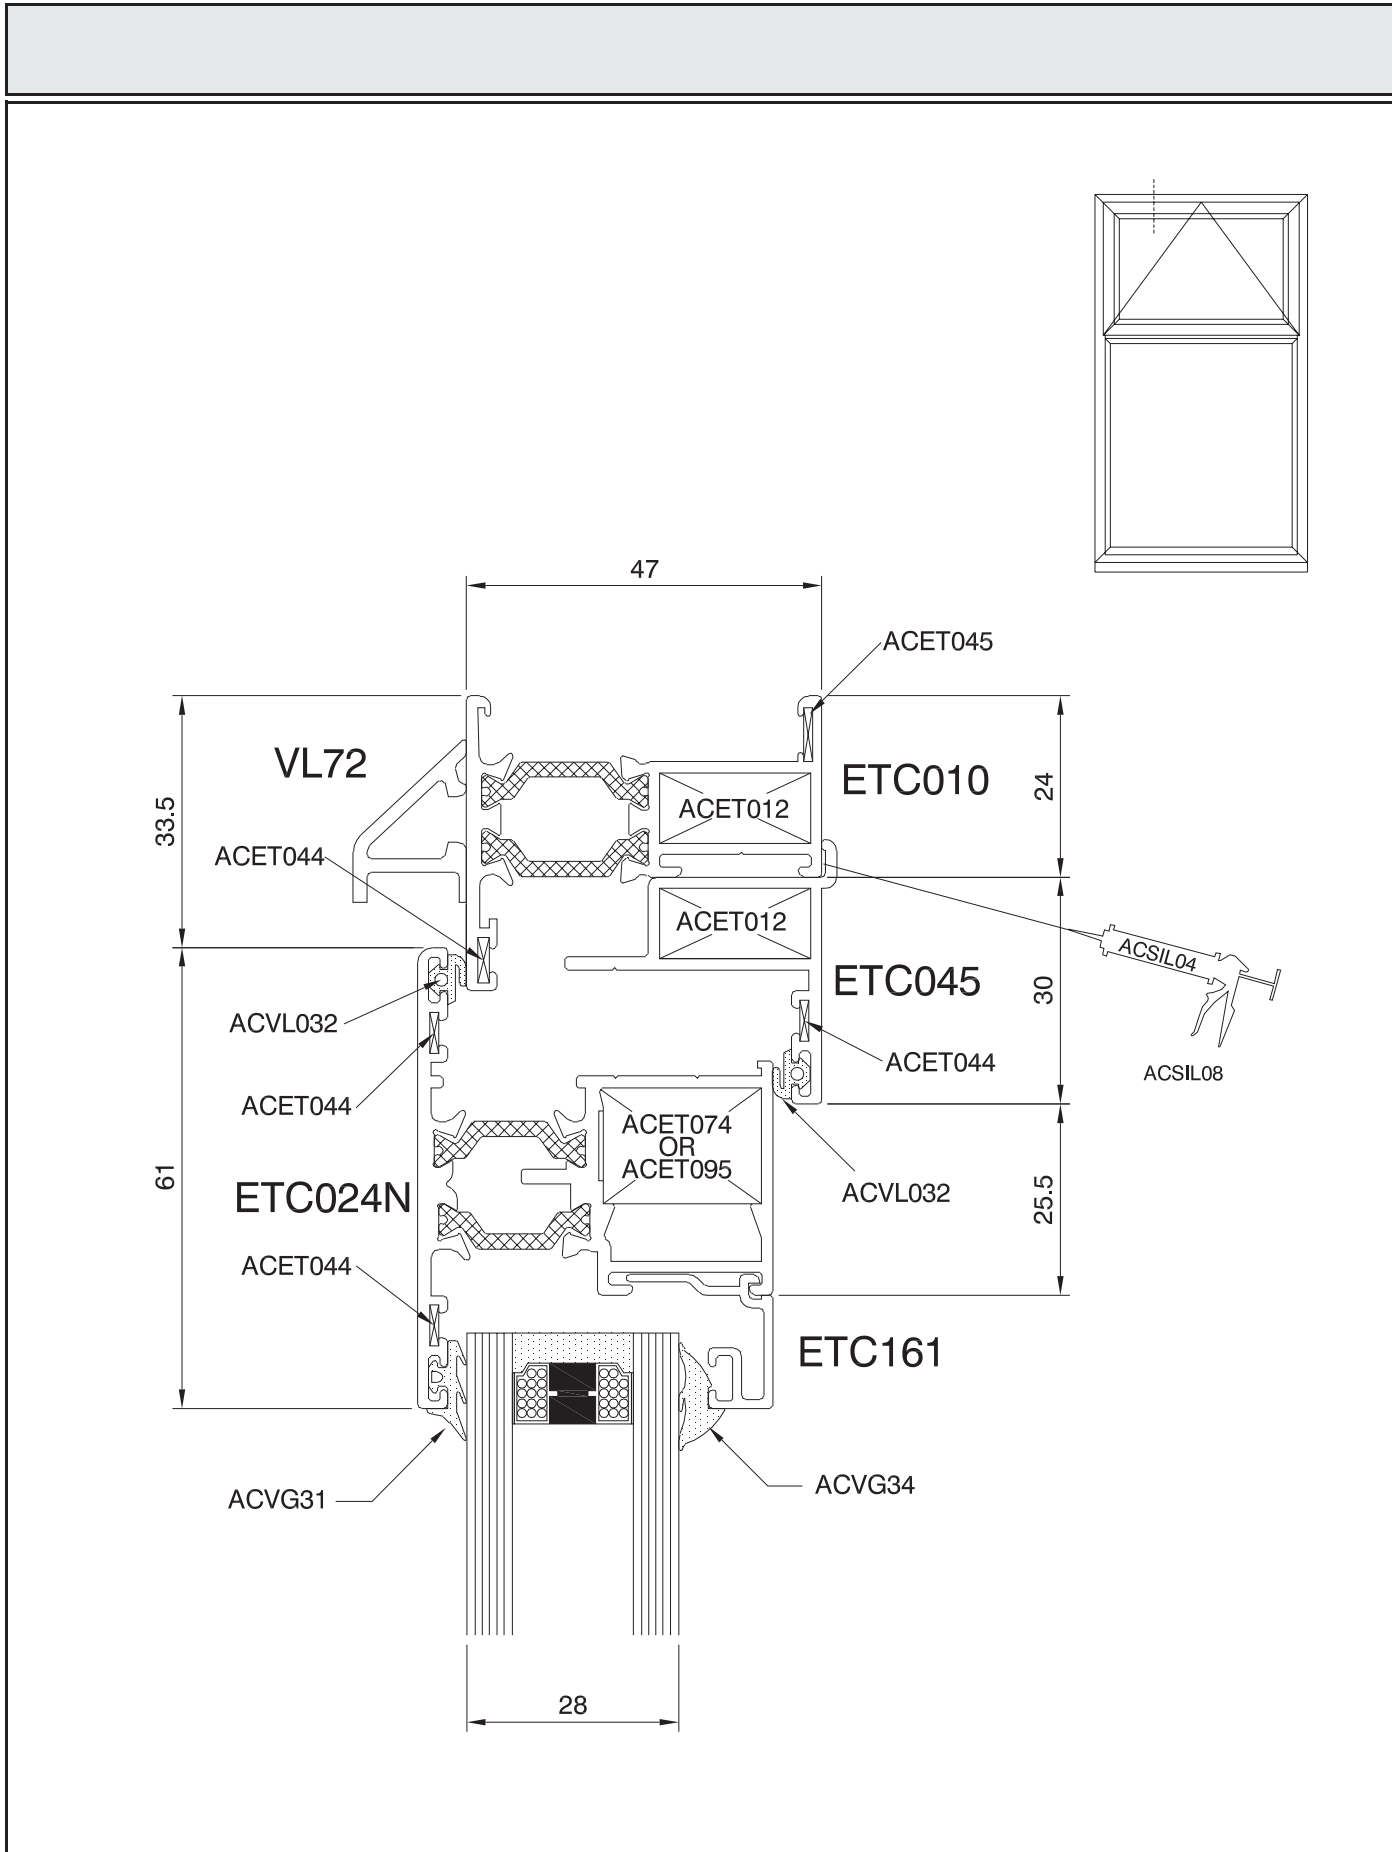 47
ACET045
VL72
ETC010
24
33.5
ACET012
ACET044
ACET012
ACSIL04
ETC045
30
ACVL032
ACET044
ACSIL08
ACET044
ACET074
OR
ACET095
61
ETC024N
ACVL032
25.5
ACET044
ETC161
ACVG34
ACVG31
28